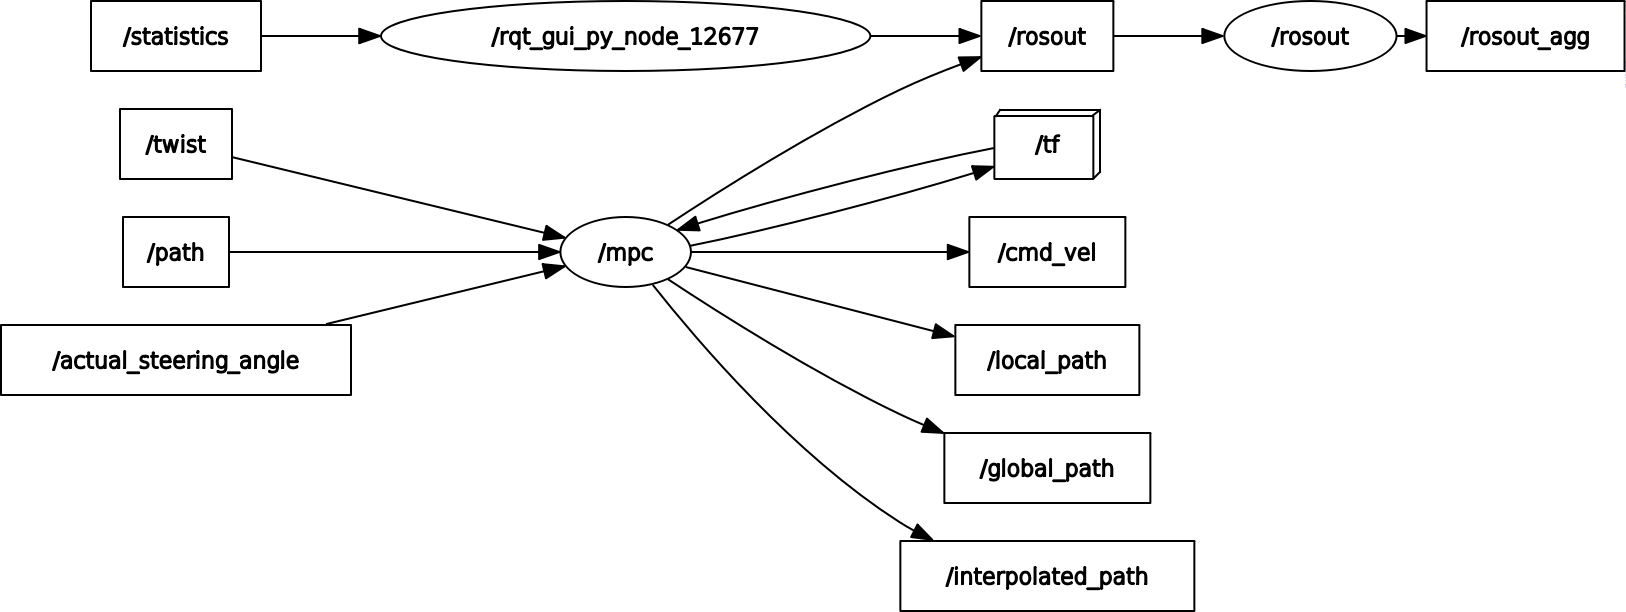 /statistics
/rqt_gui_py_node_12677
/rosout
/rosout
/rosout_agg
/twist
/tf
/path
/mpc
/cmd_vel
/actual_steering_angle
/local_path
/global_path
/interpolated_path